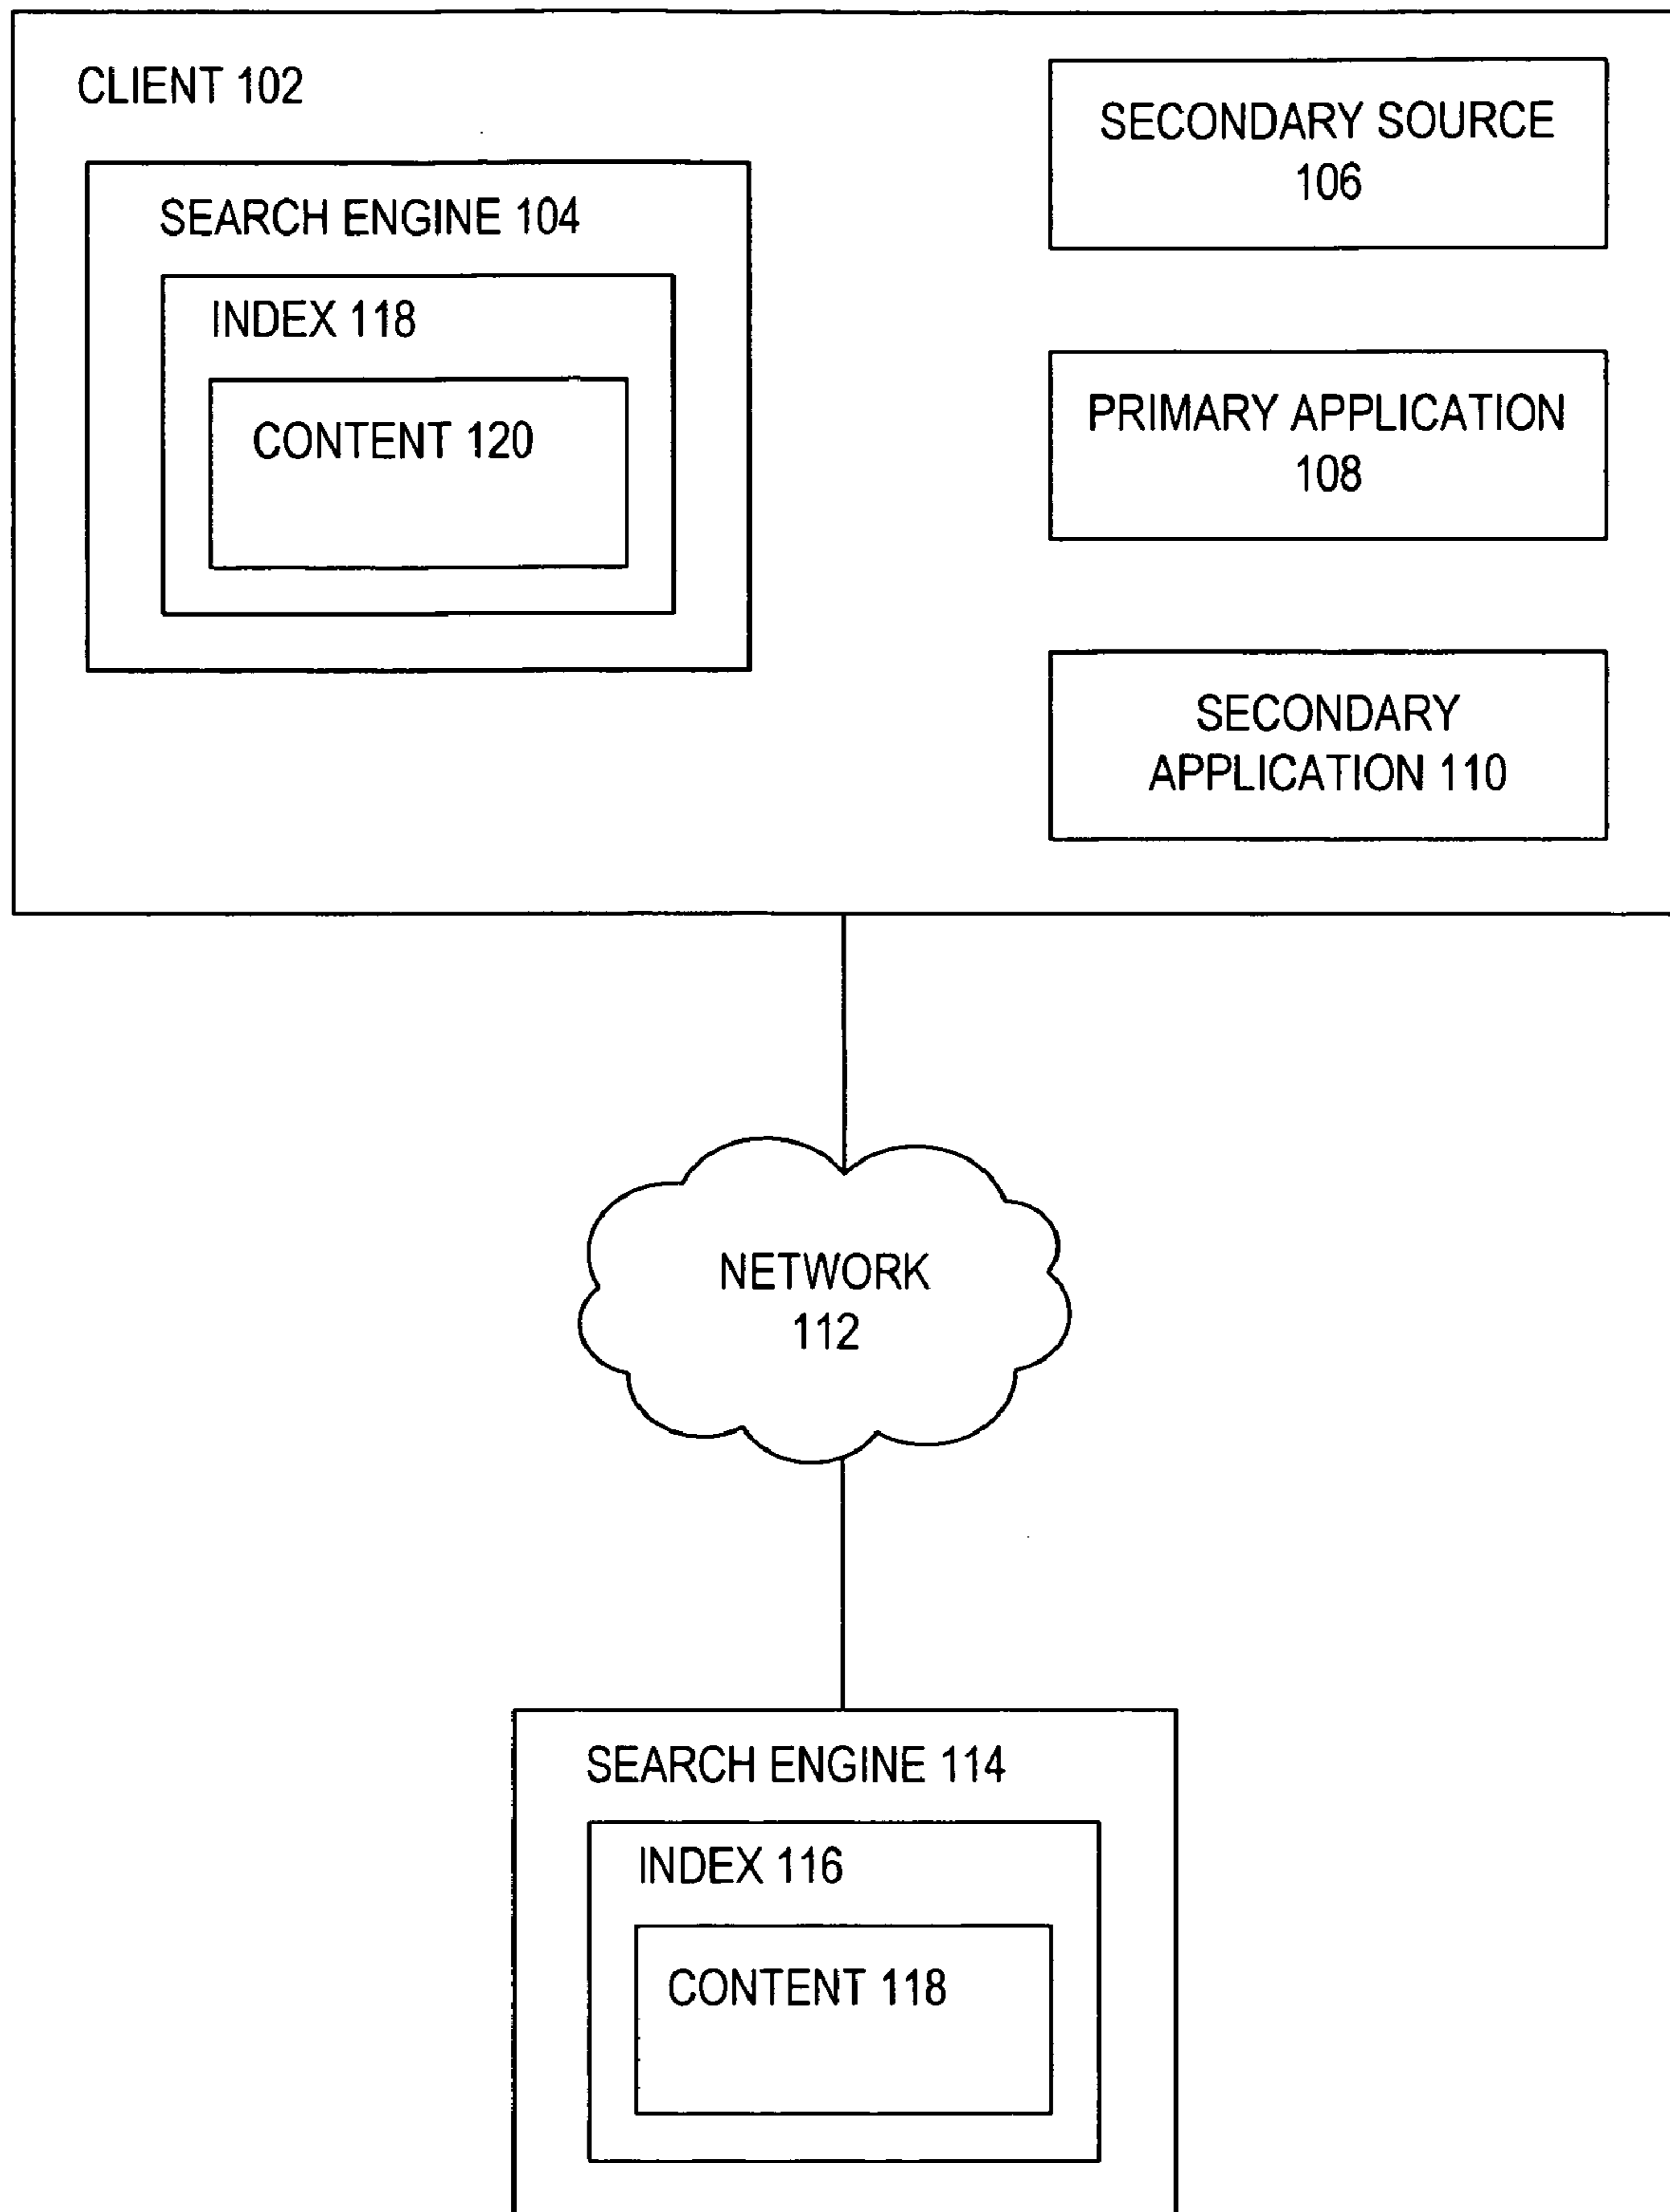 CLIENT 102
SEARCH ENGINE 104
INDEX 118
CONTENT 120
SECONDARY SOURCE
106
PRIMARY APPLICATION
108
SECONDARY
APPLICATION 110
NETWORK
112
SEARCH ENGINE 114
INDEX 116
CONTENT 118